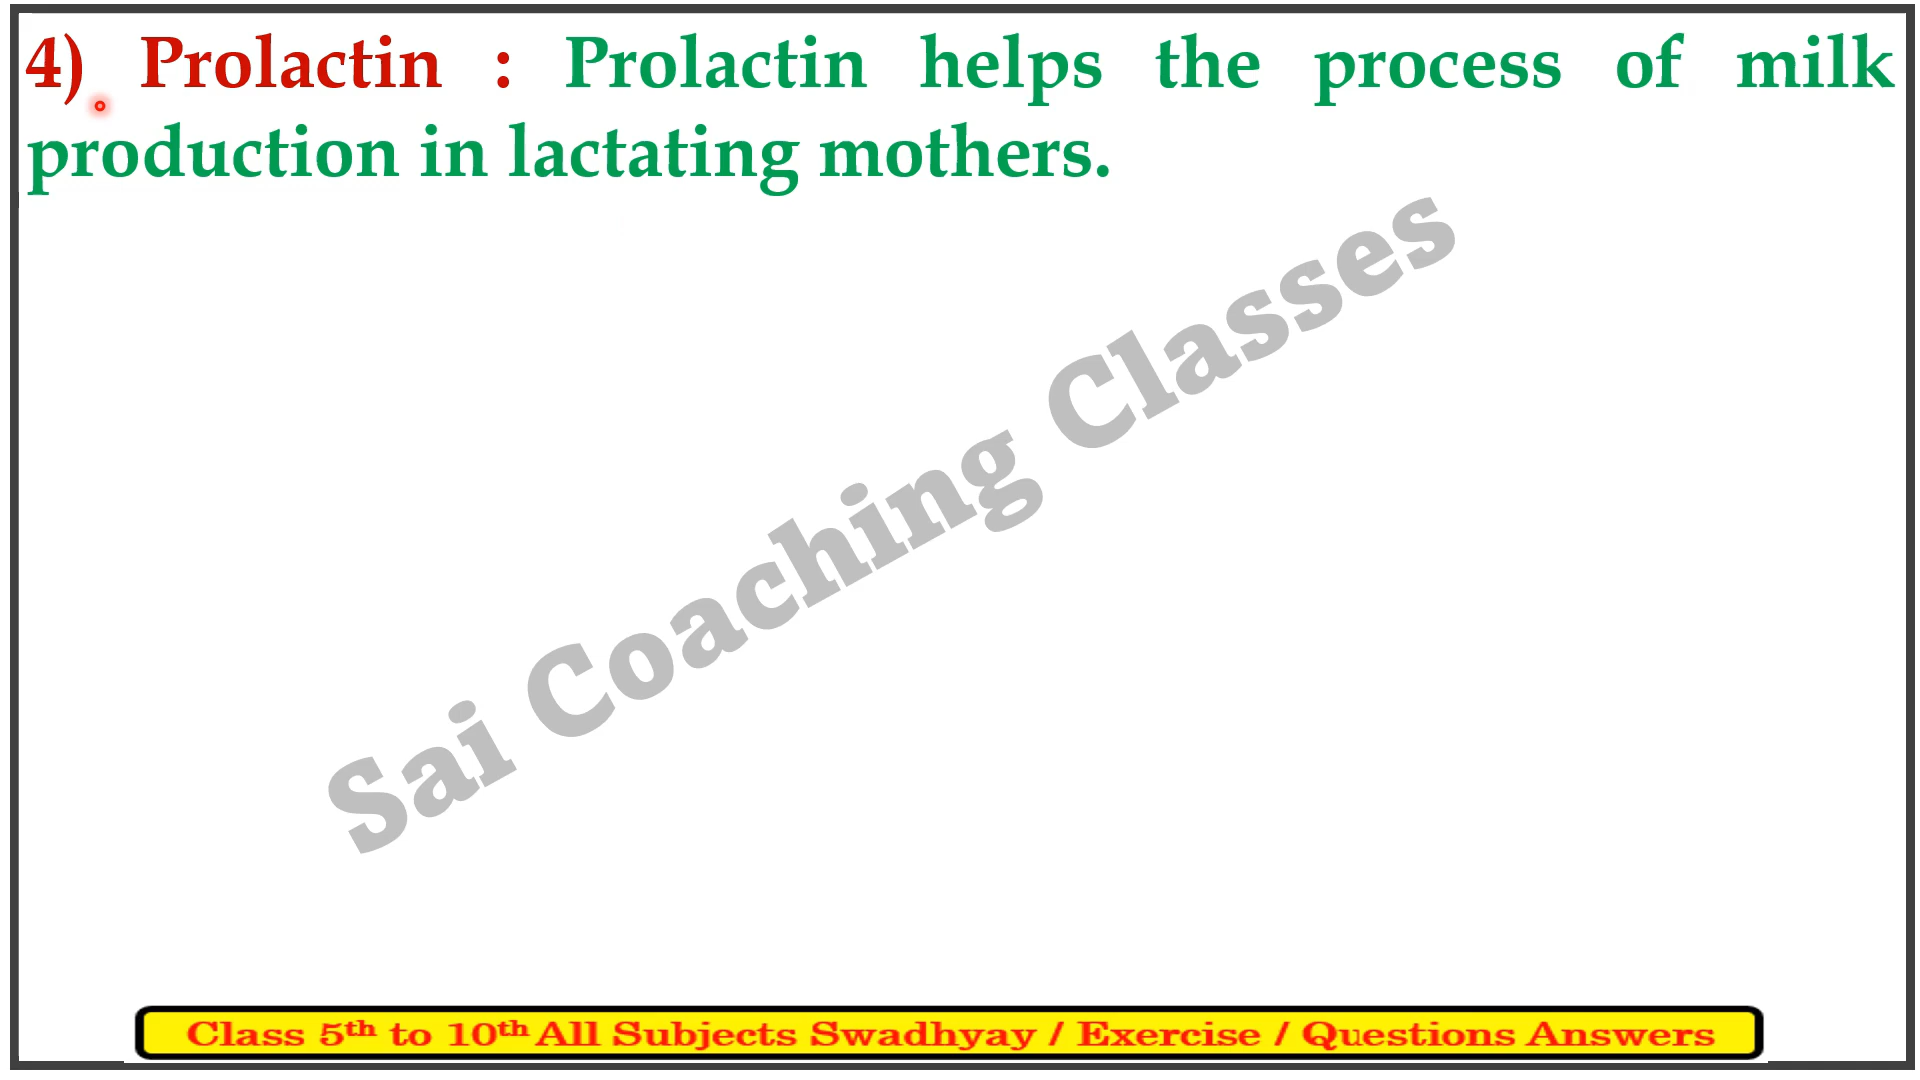 4) Prolactin : Prolactin helps the process of milk
production in lactating mothers.
Sai Coaching Classes
Class 5th to 10th All Subjects Swadhyay / Exercise / Questions Answers